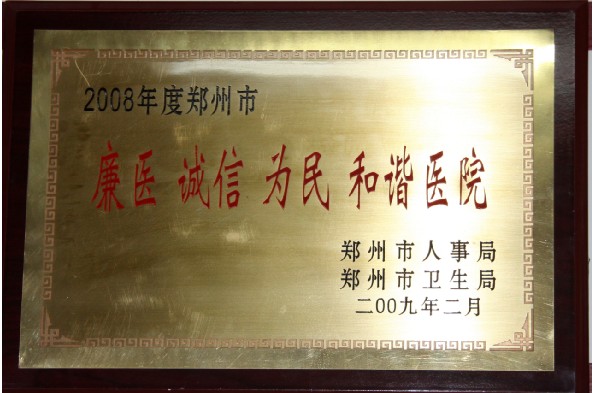 2008年度郑州市
廉医 诚信 为民 和谐医院
郑州市人事局
郑州市卫生局
二00九年二月